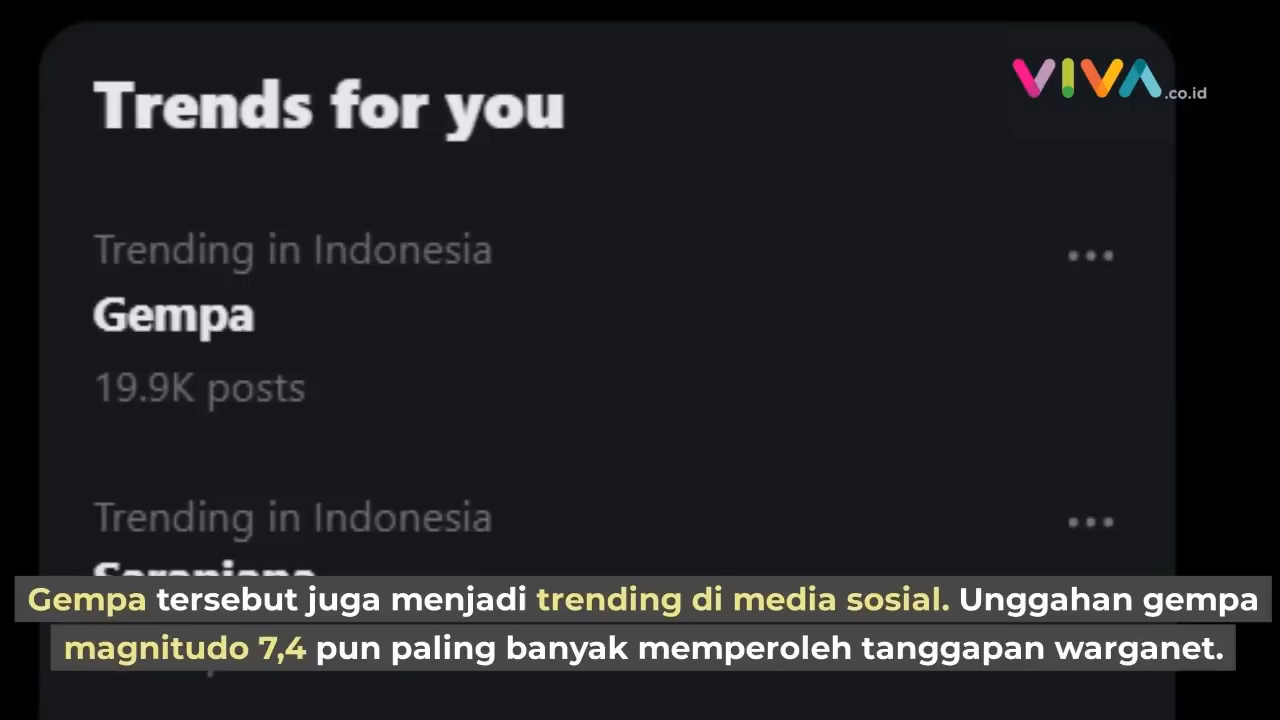 VIVA.co.id
Trends for you
Trending in Indonesia
Gempa
19.9K posts
Trending in Indonesia
Gempa tersebut juga menjadi trending di media sosial. Unggahan gempa
magnitudo 7,4 pun paling banyak memperoleh tanggapan warganet.